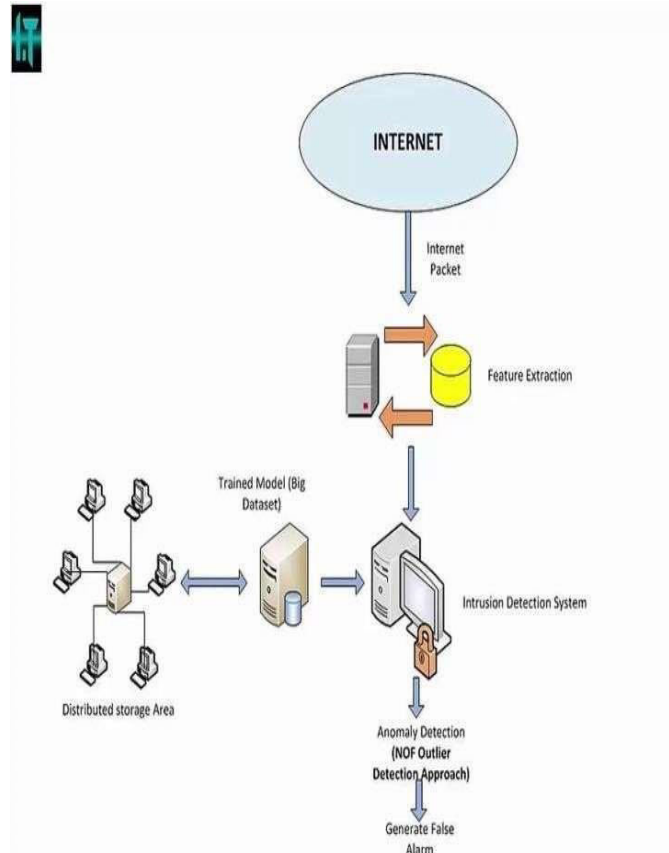 INTERNET
Internet
Packet
Feature Extraction
Trained Model (Big
Dataset)
Intrusion Detection System
Distributed storage Area
Anomaly Detection
(NOF Outlier
Detection Approach)
Generate False
Alarm